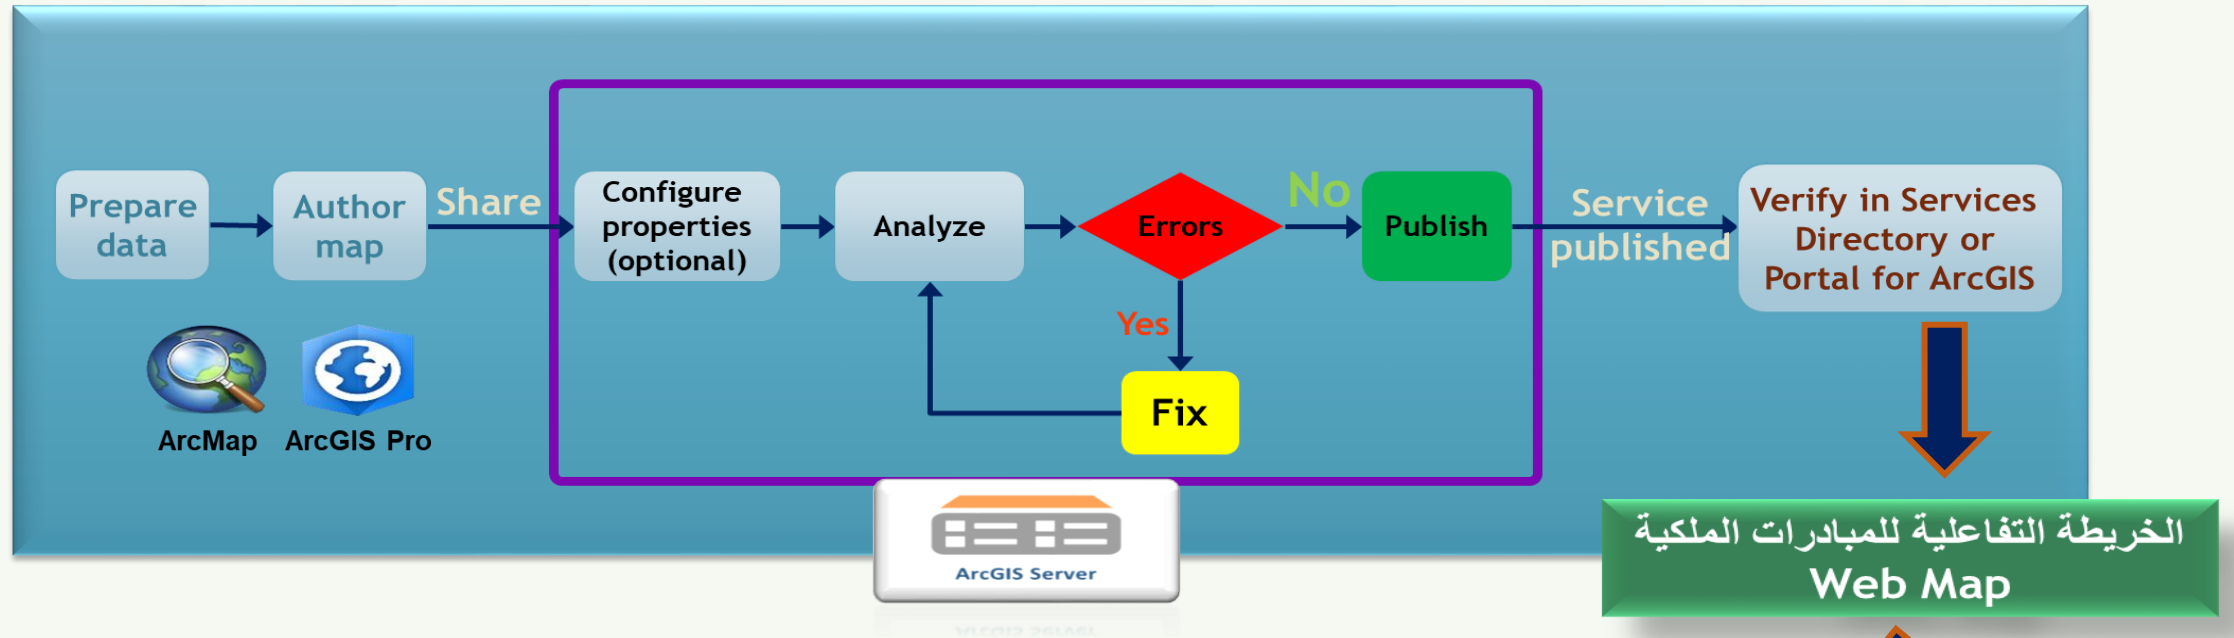 Prepare
data
Author
map
Share
Configure
properties
(optional)
Analyze
Errors
No
Publish
Service
published
Verify in Services
Directory or
Portal for ArcGIS
Yes
Fix
ArcMap
ArcGIS Pro
ArcGIS Server
الخريطة التفاعلية للمبادرات الملكية
Web Map